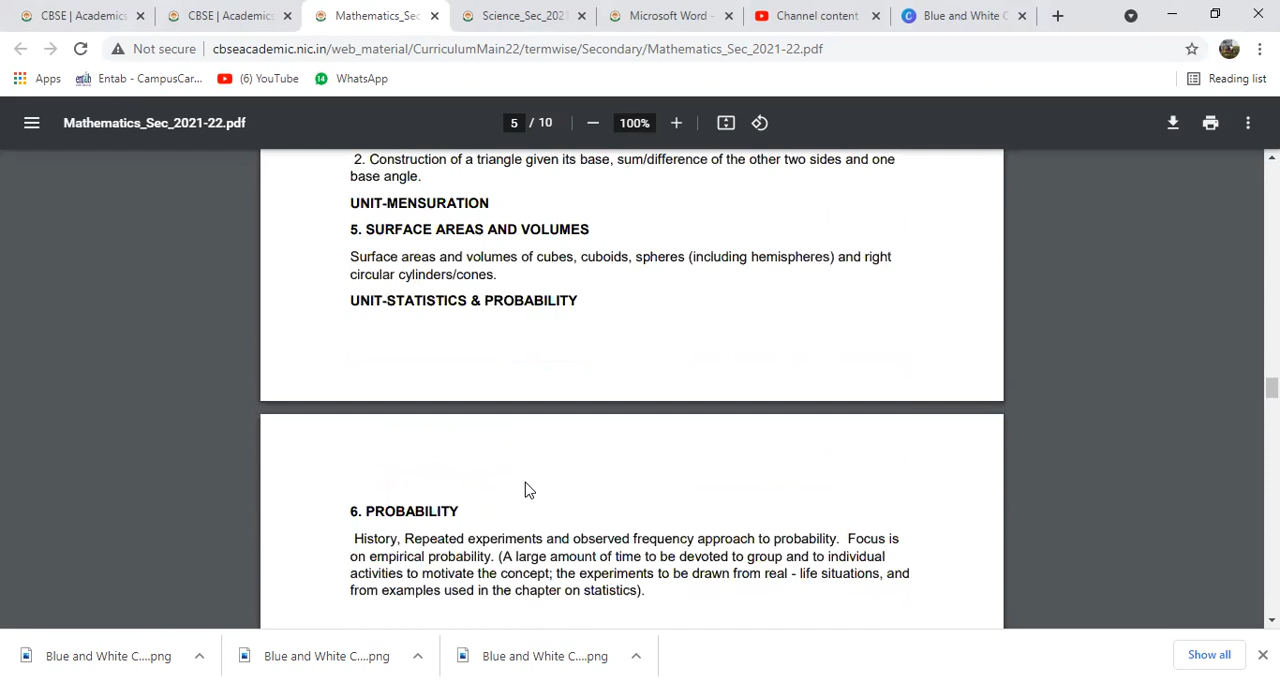 CBSE | Academics
CBSE | Academics
Mathematics_Sec
Science_Sec_202
Microsoft Word -
Channel content
Blue and White C
Not secure
cbseacademic.nic.in/web_material/CurriculumMain22/termwise/Secondary/Mathematics_Sec_2021-22.pdf
Apps
Entab - CampusCar...
(6) YouTube
WhatsApp
Reading list
Mathematics_Sec_2021-22.pdf
5 / 10
100%
2. Construction of a triangle given its base, sum/difference of the other two sides and one
base angle.
UNIT-MENSURATION
5. SURFACE AREAS AND VOLUMES
Surface areas and volumes of cubes, cuboids, spheres (including hemispheres) and right
circular cylinders/cones.
UNIT-STATISTICS & PROBABILITY
6. PROBABILITY
History, Repeated experiments and observed frequency approach to probability. Focus is
on empirical probability. (A large amount of time to be devoted to group and to individual
activities to motivate the concept; the experiments to be drawn from real - life situations, and
from examples used in the chapter on statistics).
Blue and White C....png
Blue and White C....png
Blue and White C....png
Show all